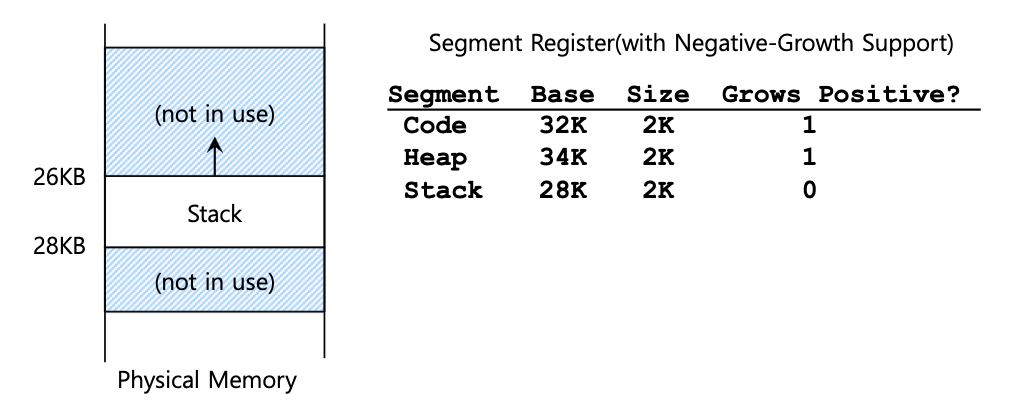 (not in use)
26KB
Stack
28KB
(not in use)
Physical Memory
Segment Register(with Negative-Growth Support)
Segment Base Size Grows Positive?
Code 32K 2K 1
Heap 34K 2K 1
Stack 28K 2K 0